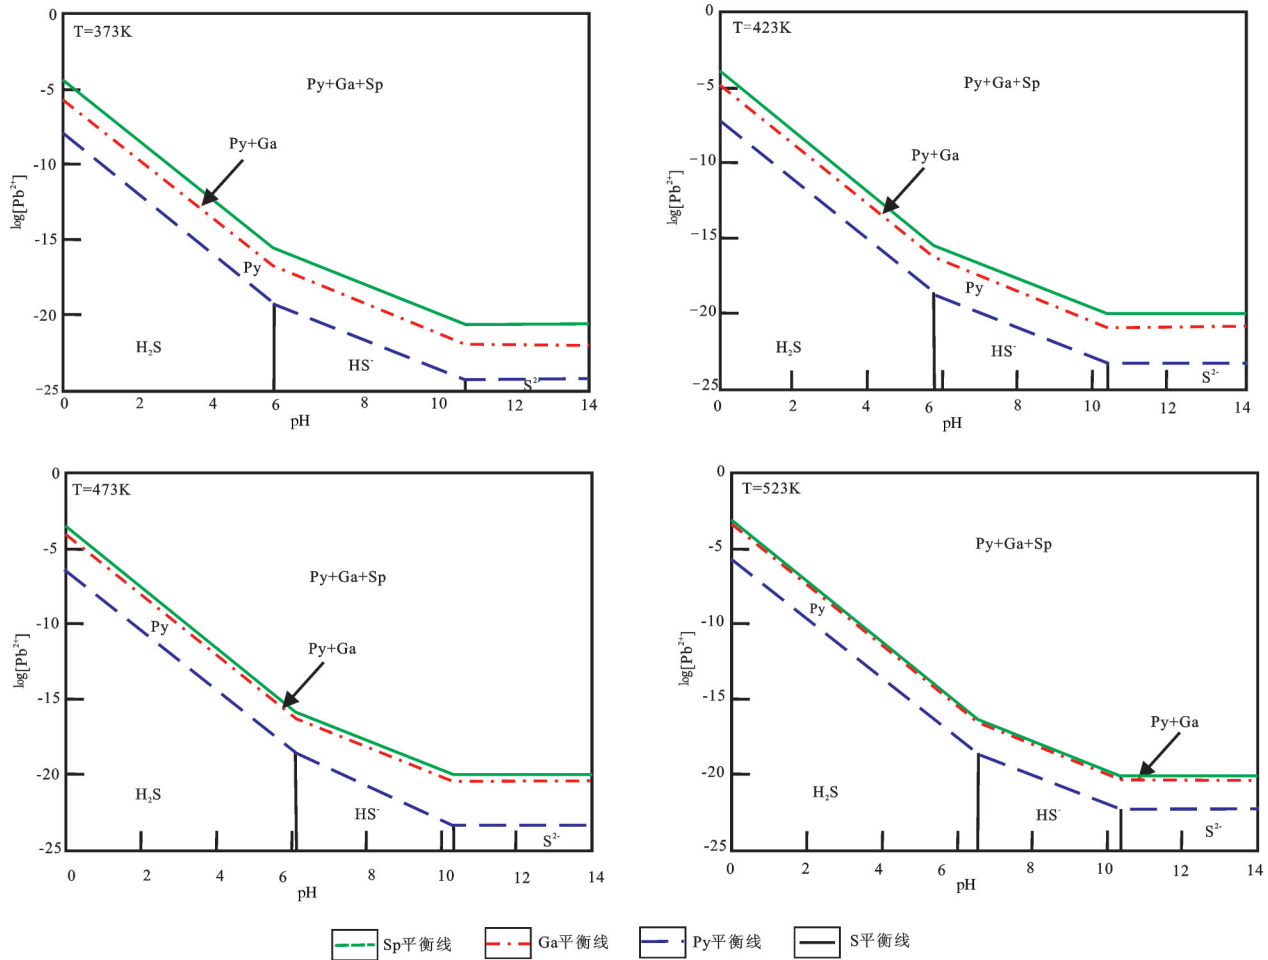 T=373K
Py+Ga+Sp
Py+Ga
Py
H₂S
HS⁻
S²⁻
log[Pb²⁺]
0
-5
-10
-15
-20
-25
0 2 4 6 8 10 12 14
pH
T=423K
Py+Ga+Sp
Py+Ga
Py
H₂S
HS⁻
S²⁻
log[Pb²⁺]
0
-5
-10
-15
-20
-25
0 2 4 6 8 10 12 14
pH
T=473K
Py+Ga+Sp
Py
Py+Ga
H₂S
HS⁻
S²⁻
log[Pb²⁺]
0
-5
-10
-15
-20
-25
0 2 4 6 8 10 12 14
pH
T=523K
Py+Ga+Sp
Py
Py+Ga
H₂S
HS⁻
S²⁻
log[Pb²⁺]
0
-5
-10
-15
-20
-25
0 2 4 6 8 10 12 14
pH
Sp平衡线 Ga平衡线 Py平衡线 S平衡线